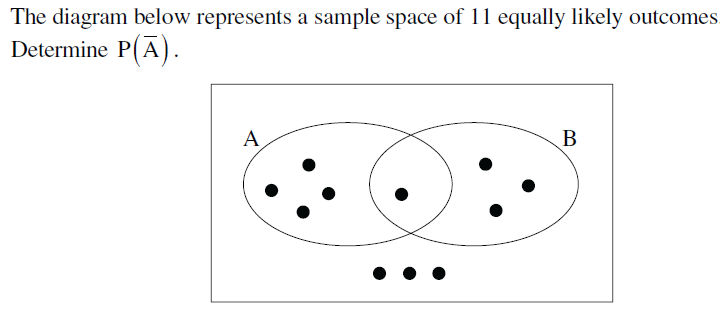 The diagram below represents a sample space of 11 equally likely outcomes
Determine P(A̅).
A
B